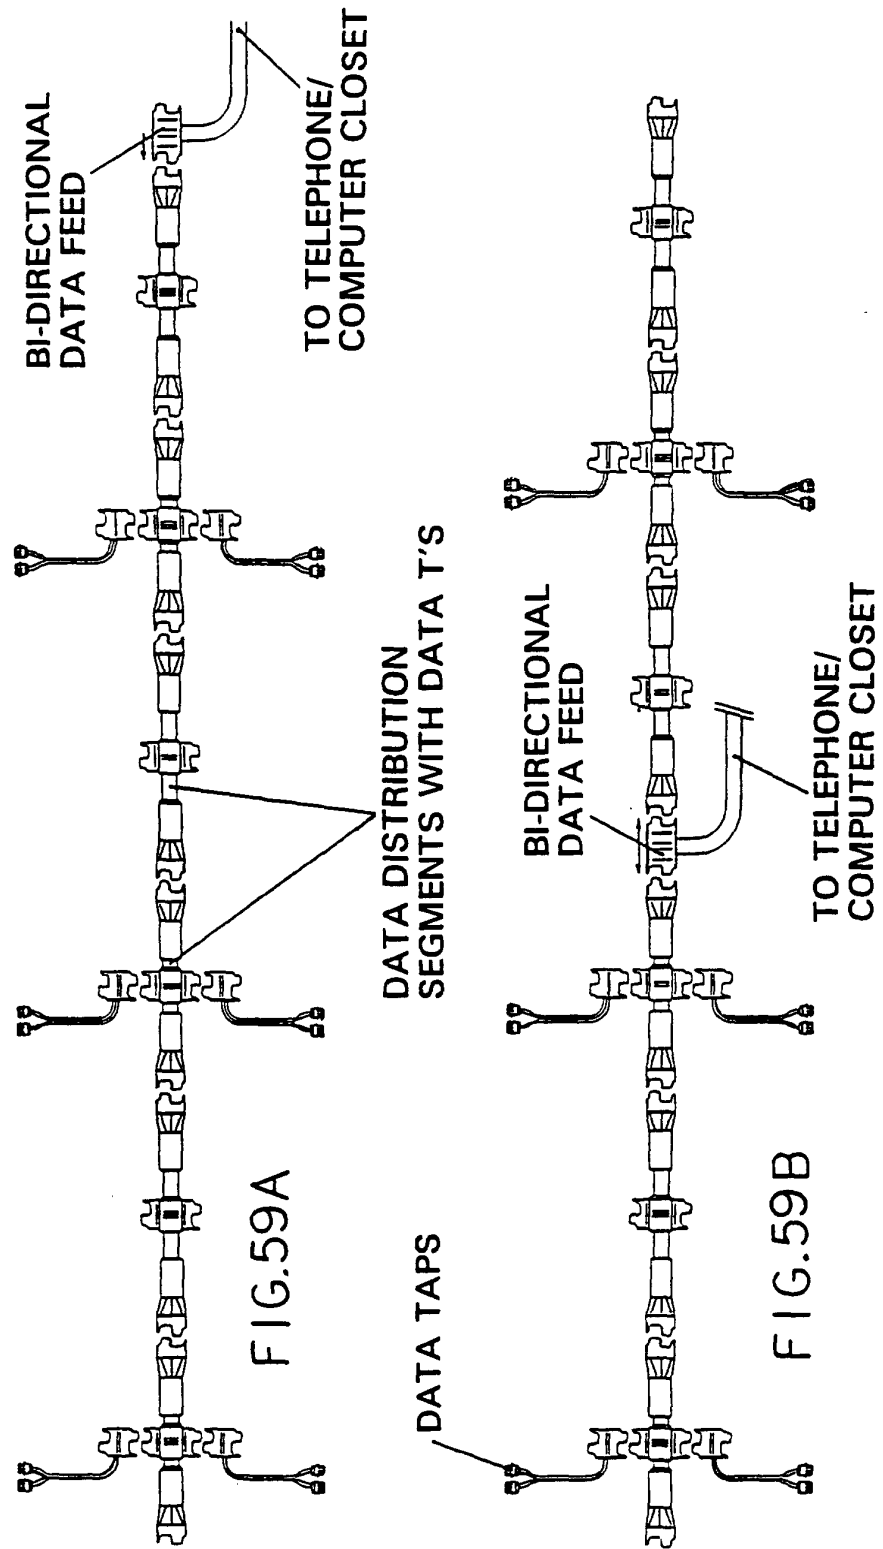 BI-DIRECTIONAL
DATA FEED
TO TELEPHONE/
COMPUTER CLOSET
DATA DISTRIBUTION
SEGMENTS WITH DATA T'S
FIG.59A
BI-DIRECTIONAL
DATA FEED
TO TELEPHONE/
COMPUTER CLOSET
DATA TAPS
FIG.59B